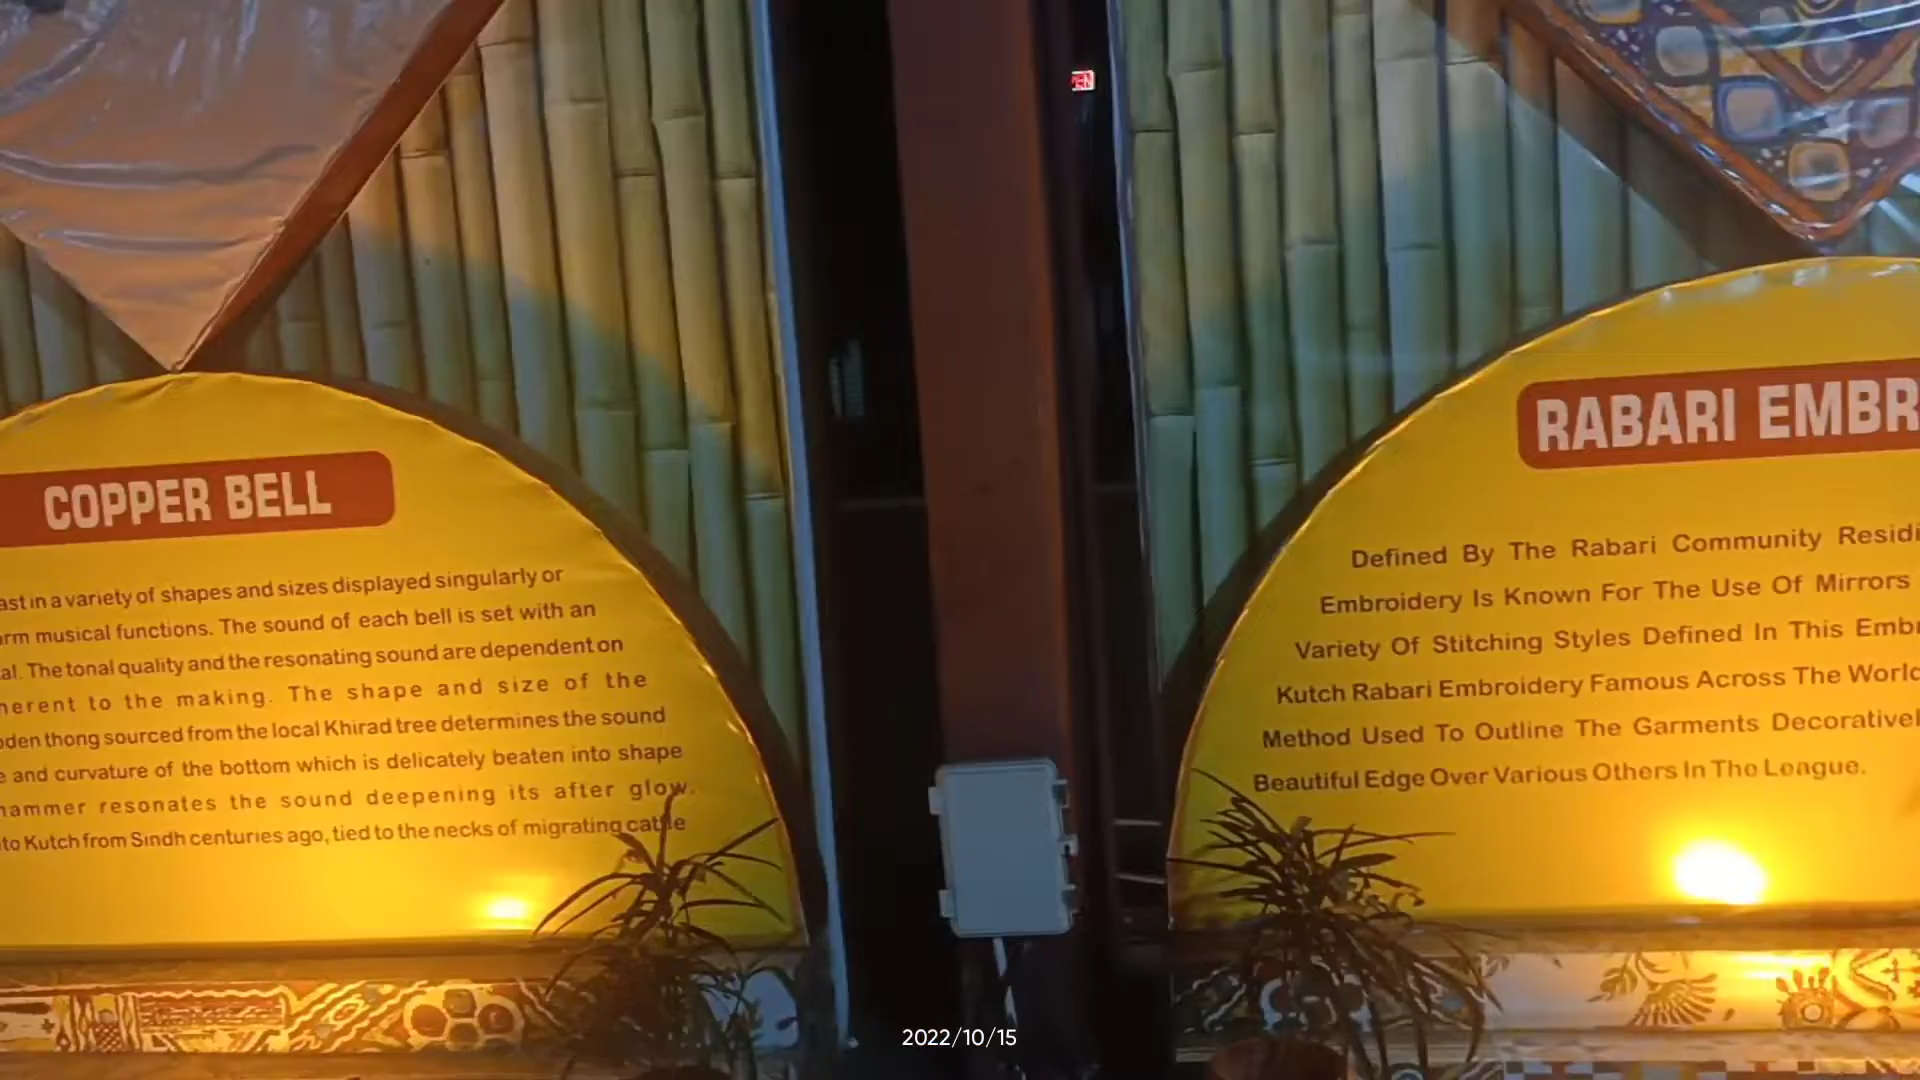 COPPER BELL
in a variety of shapes and sizes displayed singularly or
musical functions. The sound of each bell is set with an
The tonal quality and the resonating sound are dependent on
to the making. The shape and size of the
thong sourced from the local Khirad tree determines the sound
and curvature of the bottom which is delicately beaten into shape
hammer resonates the sound deepening its after glow.
to Kutch from Sindh centuries ago, tied to the necks of migrating cattle
RABARI EMBR
Defined By The Rabari Community Residi
Embroidery Is Known For The Use Of Mirrors
Variety Of Stitching Styles Defined In This Embr
Kutch Rabari Embroidery Famous Across The World
Method Used To Outline The Garments Decorativel
Beautiful Edge Over Various Others In The League.
2022/10/15